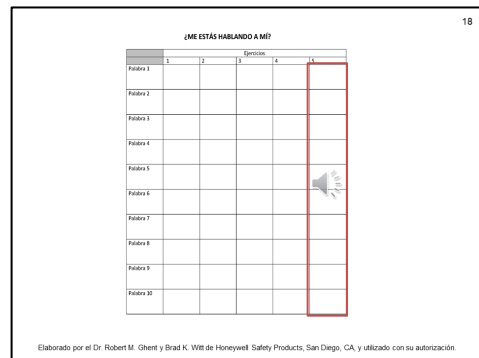 18
¿ME ESTÁS HABLANDO A MÍ?
Ejercicios
1 2 3 4 5
Palabra 1
Palabra 2
Palabra 3
Palabra 4
Palabra 5
Palabra 6
Palabra 7
Palabra 8
Palabra 9
Palabra 10
Elaborado por el Dr. Robert M. Ghent y Brad K. Witt de Honeywell Safety Products, San Diego, CA, y utilizado con su autorización.